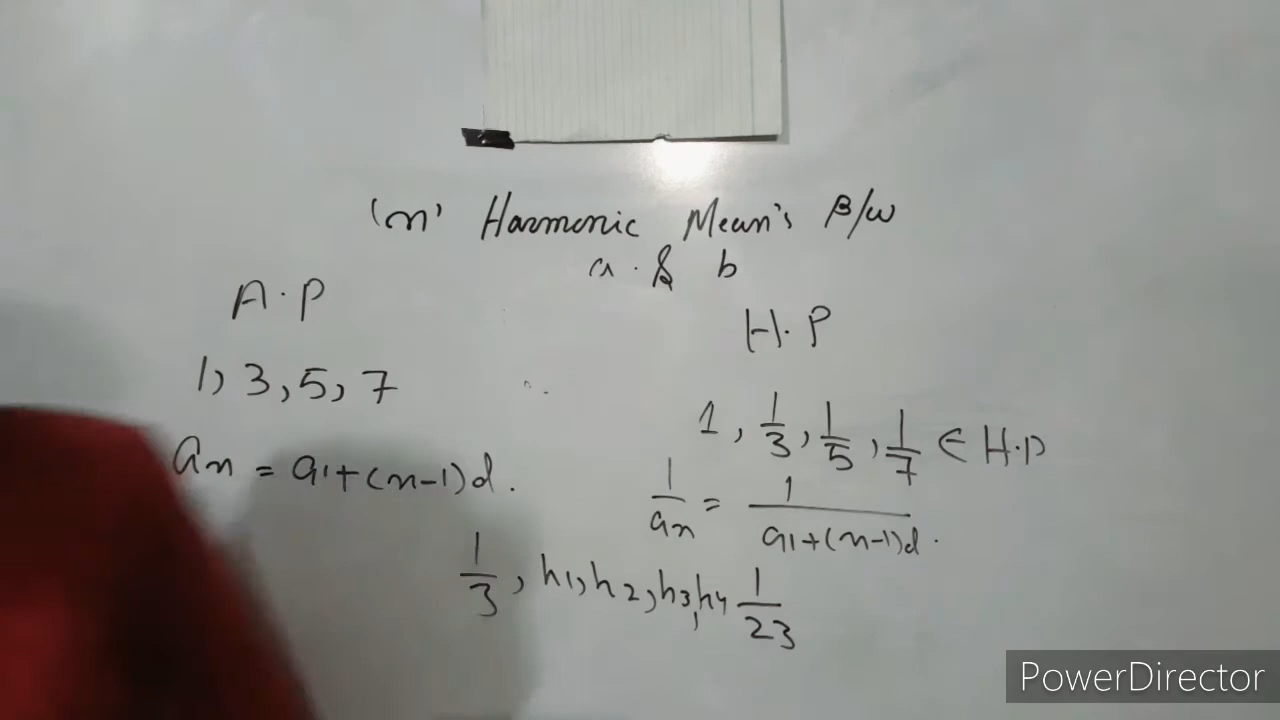 'n' Harmonic Mean's B/w
a & b
A.P
H.P
1, 3, 5, 7
1, 1/3, 1/5, 1/7 ∈ H.P
an = a1+(n-1)d.
1/an = 1/a1+(n-1)d.
1/3, h1, h2, h3, h4 1/23
PowerDirector